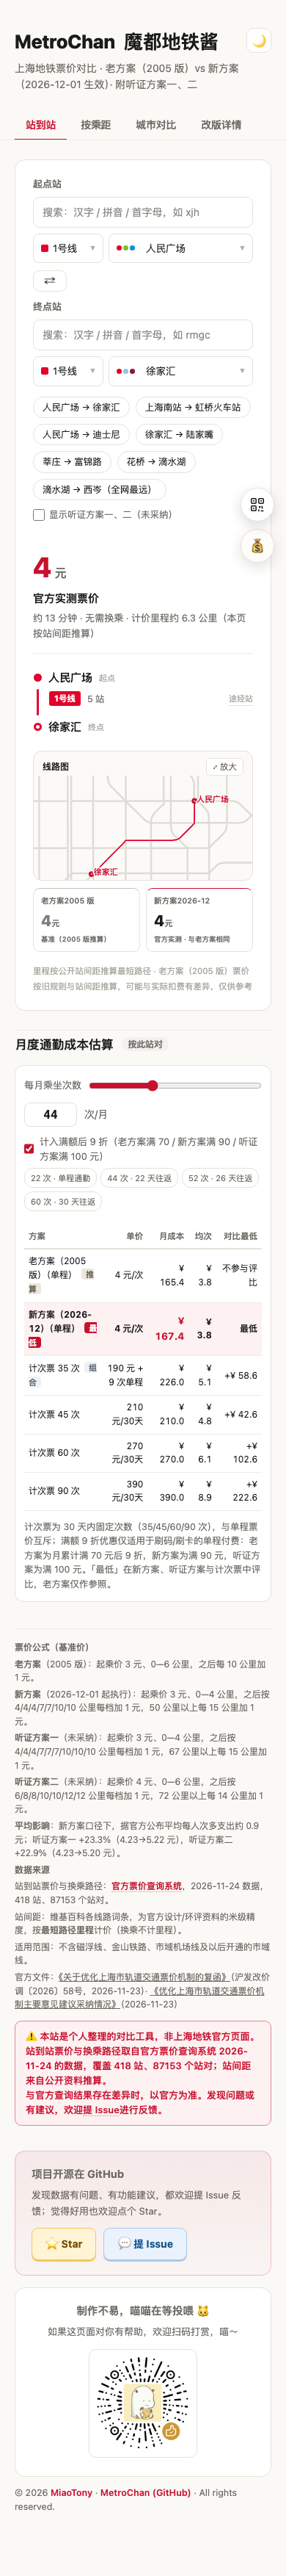 MetroChan 魔都地铁酱
上海地铁票价对比 · 老方案（2005 版）vs 新方案
（2026-12-01 生效）· 附听证方案一、二
站到站 按乘距 城市对比 改版详情
起点站
搜索：汉字 / 拼音 / 首字母，如 xjh
1号线 人民广场
终点站
搜索：汉字 / 拼音 / 首字母，如 rmgc
1号线 徐家汇
人民广场 → 徐家汇 上海南站 → 虹桥火车站
人民广场 → 迪士尼 徐家汇 → 陆家嘴
莘庄 → 富锦路 花桥 → 滴水湖
滴水湖 → 西岑（全网最远）
显示听证方案一、二（未采纳）
4 元
官方实测票价
约 13 分钟 · 无需换乘 · 计价里程约 6.3 公里（本页
按站间距推算）
人民广场 起点
1号线 5 站 途经站
徐家汇 终点
线路图 放大
人民广场
徐家汇
老方案2005 版 新方案2026-12
4元 4元
基准（2005 版推算） 官方实测 · 与老方案相同
里程按公开站间距推算最短路径 · 老方案（2005 版）票价
按旧规则与站间距推算，可能与实际扣费有差异，仅供参考
月度通勤成本估算 按此站对
每月乘坐次数
44 次/月
计入满额后 9 折（老方案满 70 / 新方案满 90 / 听证
方案满 100 元）
22 次 · 单程通勤 44 次 · 22 天往返 52 次 · 26 天往返
60 次 · 30 天往返
方案 单价 月成本 均次 对比最低
老方案（2005 版）（单程） 推算 4 元/次 ¥ 165.4 ¥ 3.8 不参与评比
新方案（2026-12）（单程） 最低 4 元/次 ¥ 167.4 ¥ 3.8 最低
计次票 35 次 组合 190 元 + 9 次单程 ¥ 226.0 ¥ 5.1 +¥ 58.6
计次票 45 次 210 元/30天 ¥ 210.0 ¥ 4.8 +¥ 42.6
计次票 60 次 270 元/30天 ¥ 270.0 ¥ 6.1 +¥ 102.6
计次票 90 次 390 元/30天 ¥ 390.0 ¥ 8.9 +¥ 222.6
计次票为 30 天内固定次数（35/45/60/90 次），与单程票
价互斥；满额 9 折优惠仅适用于刷码/刷卡的单程付费：老
方案为月累计满 70 元后 9 折，新方案为满 90 元，听证方案
为满 100 元。「最低」在新方案、听证方案与计次票中评
比，老方案仅作参照。
票价公式（基准价）
老方案（2005 版）：起乘价 3 元、0—6 公里，之后每 10 公里加
1 元。
新方案（2026-12-01 起执行）：起乘价 3 元、0—4 公里，之后按
4/4/4/7/7/10/10 公里每档加 1 元，50 公里以上每 15 公里加 1
元。
听证方案一（未采纳）：起乘价 3 元、0—4 公里，之后按
4/4/4/7/7/7/10/10/10 公里每档加 1 元，67 公里以上每 15 公里加
1 元。
听证方案二（未采纳）：起乘价 4 元、0—6 公里，之后按
6/8/8/10/10/12/12 公里每档加 1 元，72 公里以上每 14 公里加 1
元。
平均影响：新方案口径下，据官方公布平均每人次多支出约 0.9
元；听证方案一 +23.3%（4.23→5.22 元），听证方案二
+22.9%（4.23→5.20 元）。
数据来源
站到站票价与换乘路径：官方票价查询系统，2026-11-24 数据，
418 站、87153 个站对。
站间距：维基百科各线路词条，为官方设计/环评资料的米级精
度，按最短路径里程计价（换乘不计里程）。
适用范围：不含磁浮线、金山铁路、市域机场线及以后开通的市域
线。
官方文件：《关于优化上海市轨道交通票价机制的复函》（沪发改价
调〔2026〕58号，2026-11-23）·《优化上海市轨道交通票价机
制主要意见建议采纳情况》（2026-11-23）
⚠️ 本站是个人整理的对比工具，非上海地铁官方页面。
站到站票价与换乘路径取自官方票价查询系统 2026-
11-24 的数据，覆盖 418 站、87153 个站对；站间距
来自公开资料推算。
与官方查询结果存在差异时，以官方为准。发现问题或
有建议，欢迎提 Issue进行反馈。
项目开源在 GitHub
发现数据有问题、有功能建议，都欢迎提 Issue 反
馈；觉得好用也欢迎点个 Star。
⭐ Star 💬 提 Issue
制作不易，喵喵在等投喂 🐱
如果这页面对你有帮助，欢迎扫码打赏，喵～
© 2026 MiaoTony · MetroChan (GitHub) · All rights
reserved.